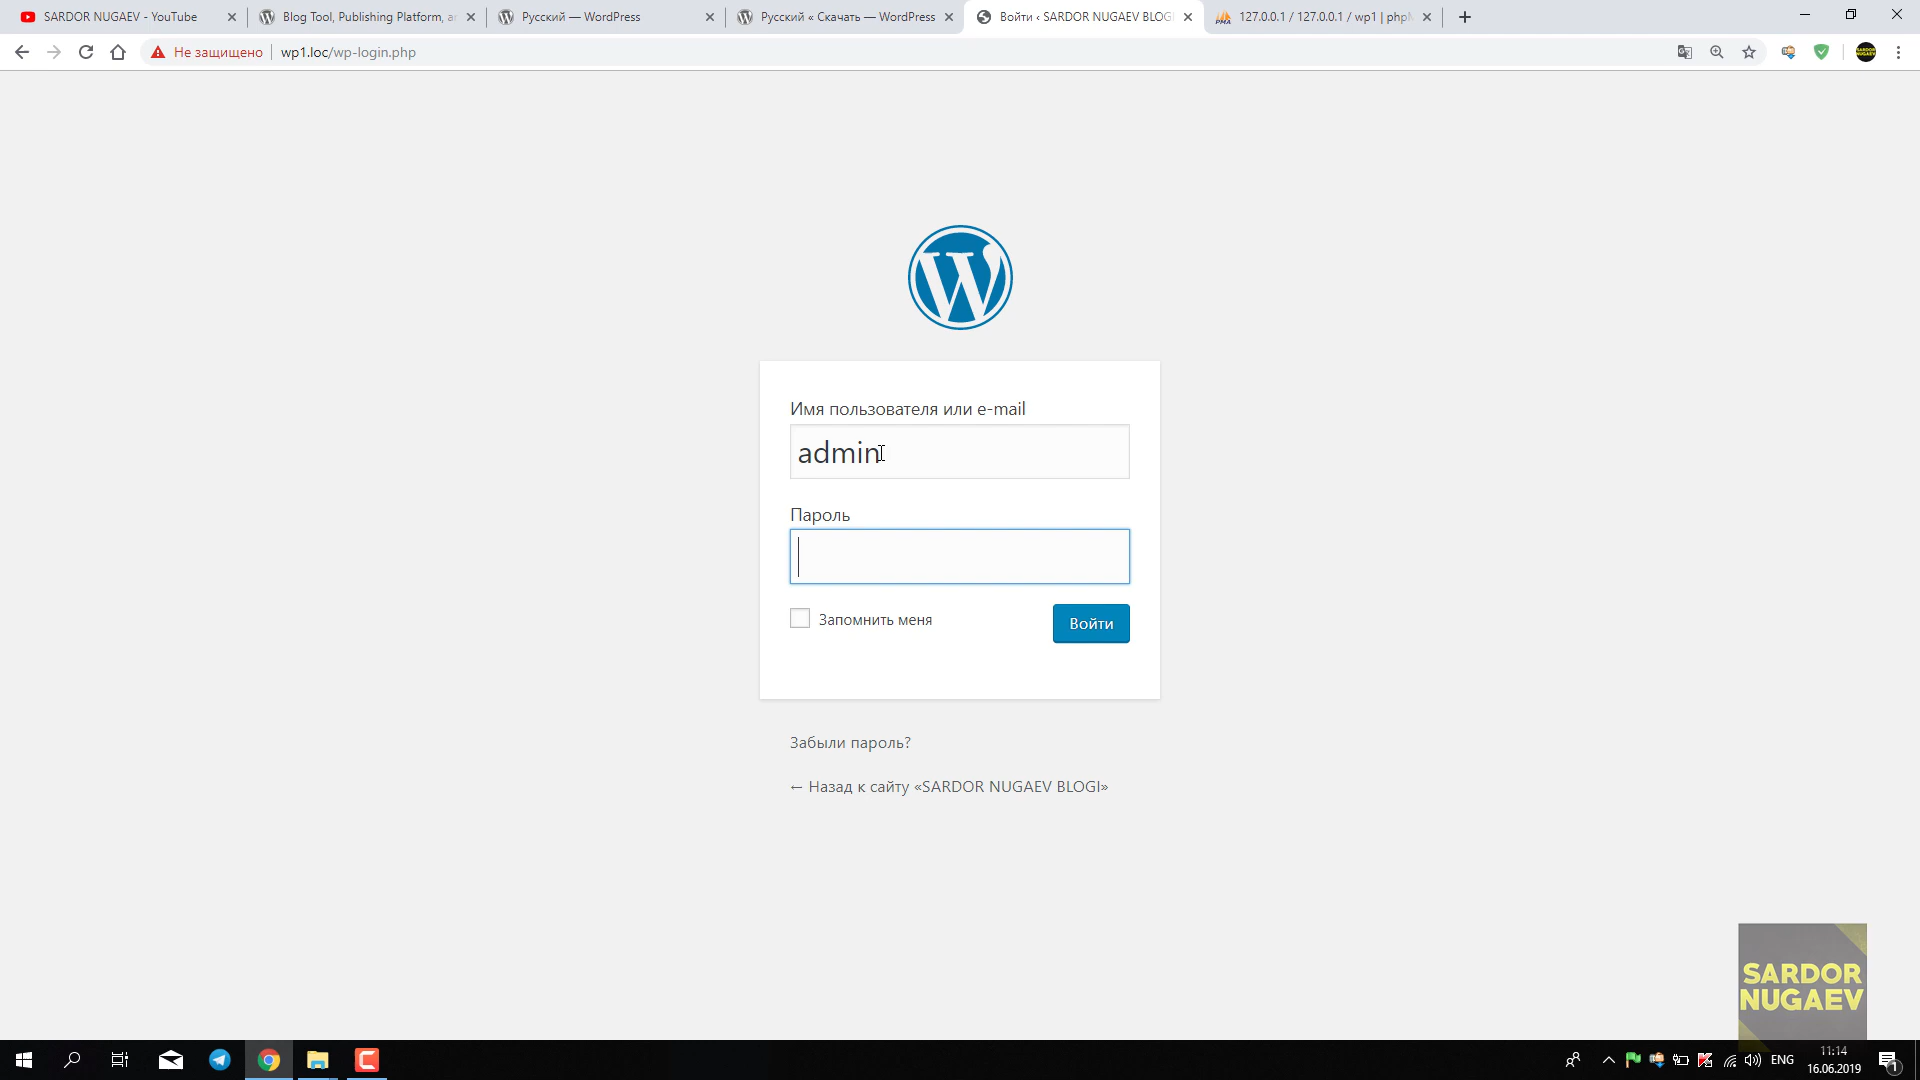 SARDOR NUGAEV - YouTube
Blog Tool, Publishing Platform, a
Русский — WordPress
Русский « Скачать — WordPress
Войти ‹ SARDOR NUGAEV BLOGI
127.0.0.1 / 127.0.0.1 / wp1 | php
Не защищено
wp1.loc/wp-login.php
Имя пользователя или e-mail
admin
Пароль
Запомнить меня
Войти
Забыли пароль?
← Назад к сайту «SARDOR NUGAEV BLOGI»
SARDOR
NUGAEV
ENG
11:14
16.06.2019
1